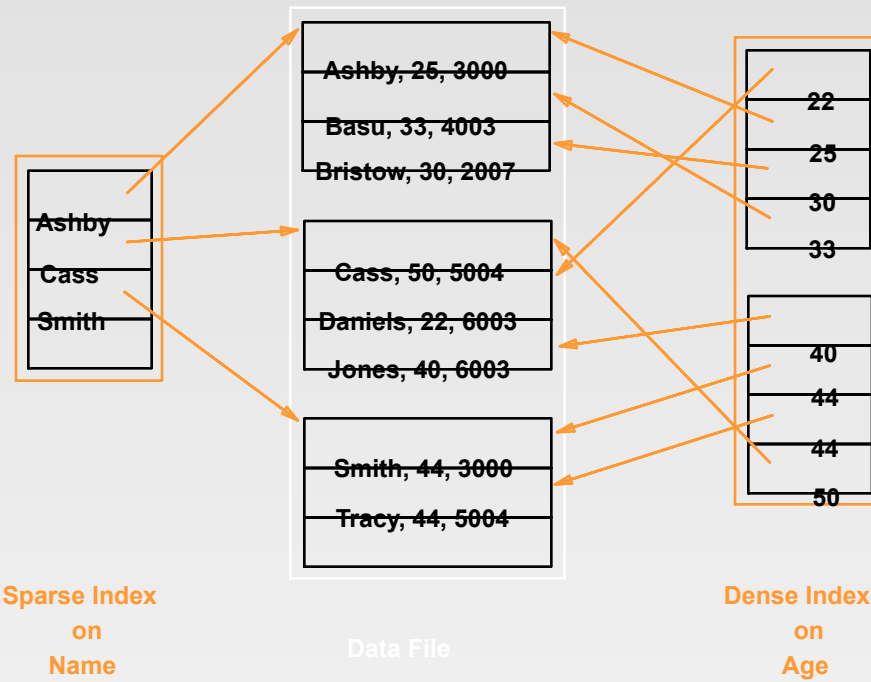 Ashby, 25, 3000
Basu, 33, 4003
Bristow, 30, 2007
Cass, 50, 5004
Daniels, 22, 6003
Jones, 40, 6003
Smith, 44, 3000
Tracy, 44, 5004
Ashby
Cass
Smith
22
25
30
33
40
44
44
50
Sparse Index
on
Name
Data File
Dense Index
on
Age